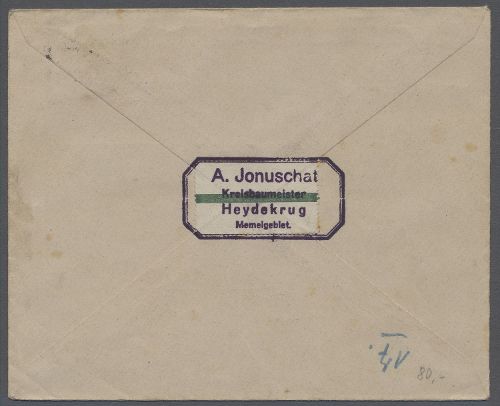 A. Jonuschat
Kreisbaumeister
Heydekrug
Memelgebiet.
80,-